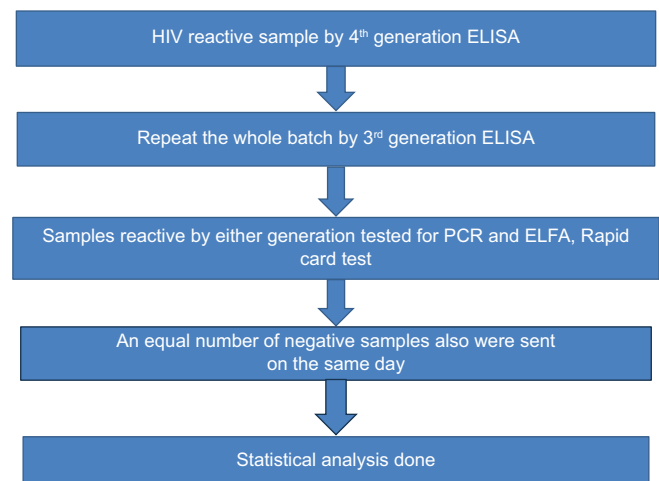 HIV reactive sample by 4th generation ELISA
Repeat the whole batch by 3rd generation ELISA
Samples reactive by either generation tested for PCR and ELFA, Rapid
card test
An equal number of negative samples also were sent
on the same day
Statistical analysis done